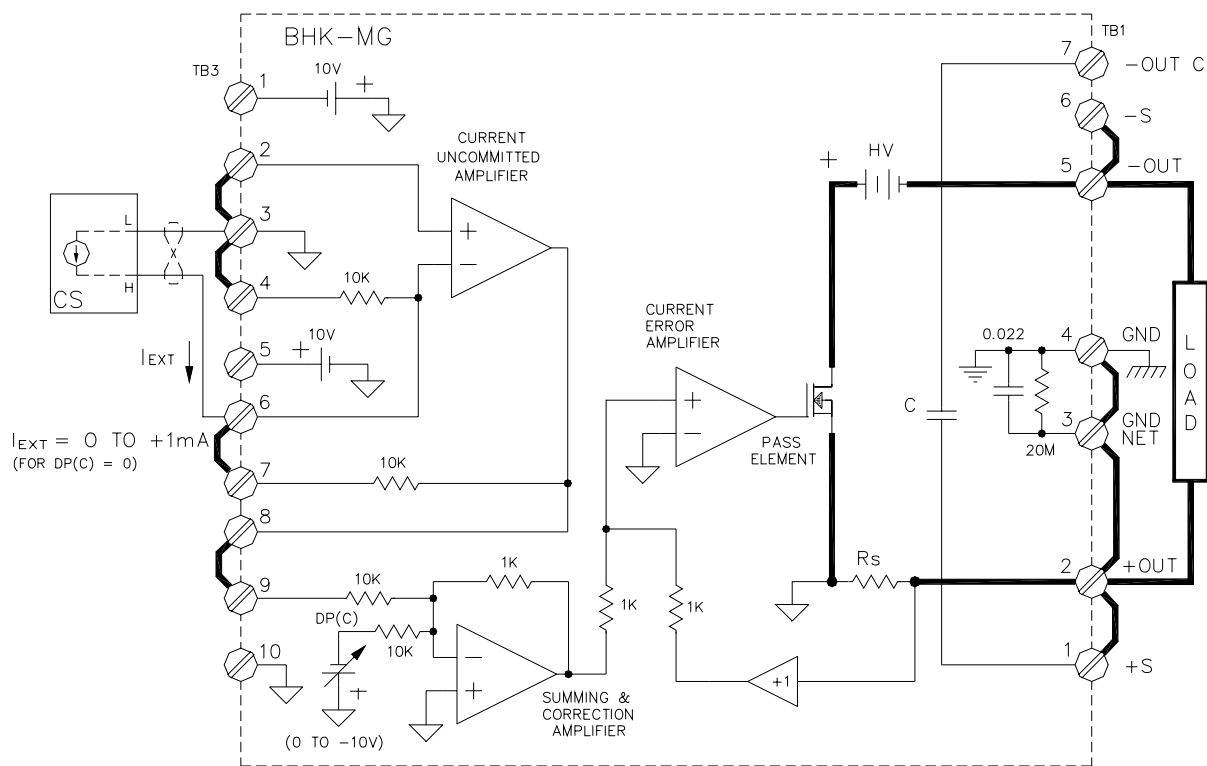 BHK-MG
TB3
1
10V
+
2
CURRENT
UNCOMMITTED
AMPLIFIER
3
L
H
CS
+
−
4
10K
5
+
10V
IEXT
6
IEXT = 0 TO +1mA
(FOR DP(C) = 0)
7
10K
8
9
10K
1K
DP(C)
10K
10
+
(0 TO -10V)
−
+
SUMMING &
CORRECTION
AMPLIFIER
CURRENT
ERROR
AMPLIFIER
+
−
PASS
ELEMENT
1K
1K
+1
Rs
+
HV
C
TB1
7
-OUT C
6
-S
5
-OUT
0.022
4
GND
20M
3
GND
NET
LOAD
2
+OUT
1
+S